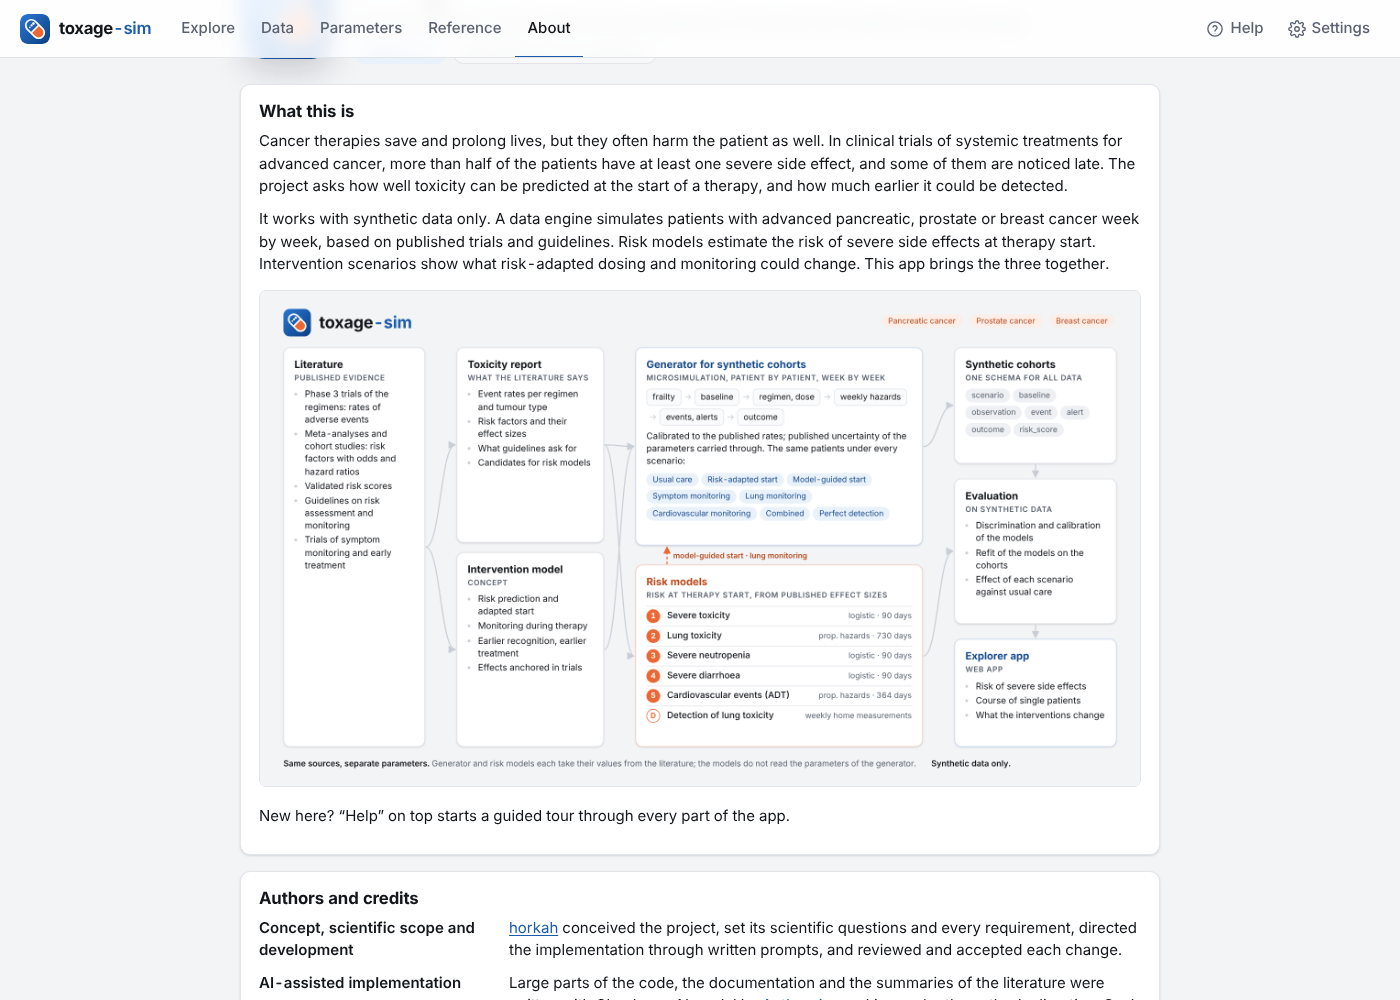 toxage-sim
Explore
Data
Parameters
Reference
About
Help
Settings
What this is
Cancer therapies save and prolong lives, but they often harm the patient as well. In clinical trials of systemic treatments for
advanced cancer, more than half of the patients have at least one severe side effect, and some of them are noticed late. The
project asks how well toxicity can be predicted at the start of a therapy, and how much earlier it could be detected.
It works with synthetic data only. A data engine simulates patients with advanced pancreatic, prostate or breast cancer week
by week, based on published trials and guidelines. Risk models estimate the risk of severe side effects at therapy start.
Intervention scenarios show what risk-adapted dosing and monitoring could change. This app brings the three together.
toxage-sim
Pancreatic cancer
Prostate cancer
Breast cancer
Literature
PUBLISHED EVIDENCE
Phase 3 trials of the
regimens: rates of
adverse events
Meta-analyses and
cohort studies: risk
factors with odds and
hazard ratios
Validated risk scores
Guidelines on risk
assessment and
monitoring
Trials of symptom
monitoring and early
treatment
Toxicity report
WHAT THE LITERATURE SAYS
Event rates per regimen
and tumour type
Risk factors and their
effect sizes
What guidelines ask for
Candidates for risk models
Intervention model
CONCEPT
Risk prediction and
adapted start
Monitoring during therapy
Earlier recognition, earlier
treatment
Effects anchored in trials
Generator for synthetic cohorts
MICROSIMULATION, PATIENT BY PATIENT, WEEK BY WEEK
frailty → baseline → regimen, dose → weekly hazards
→ events, alerts → outcome
Calibrated to the published rates; published uncertainty of the
parameters carried through. The same patients under every
scenario:
Usual care
Risk-adapted start
Model-guided start
Symptom monitoring
Lung monitoring
Cardiovascular monitoring
Combined
Perfect detection
model-guided start · lung monitoring
Risk models
RISK AT THERAPY START, FROM PUBLISHED EFFECT SIZES
1 Severe toxicity logistic · 90 days
2 Lung toxicity prop. hazards · 730 days
3 Severe neutropenia logistic · 90 days
4 Severe diarrhoea logistic · 90 days
5 Cardiovascular events (ADT) prop. hazards · 364 days
D Detection of lung toxicity weekly home measurements
Synthetic cohorts
ONE SCHEMA FOR ALL DATA
scenario
baseline
observation
event
alert
outcome
risk_score
Evaluation
ON SYNTHETIC DATA
Discrimination and calibration
of the models
Refit of the models on the
cohorts
Effect of each scenario
against usual care
Explorer app
WEB APP
Risk of severe side effects
Course of single patients
What the interventions change
Same sources, separate parameters. Generator and risk models each take their values from the literature; the models do not read the parameters of the generator. Synthetic data only.
New here? “Help” on top starts a guided tour through every part of the app.
Authors and credits
Concept, scientific scope and
development
horkah conceived the project, set its scientific questions and every requirement, directed
the implementation through written prompts, and reviewed and accepted each change.
AI-assisted implementation
Large parts of the code, the documentation and the summaries of the literature were